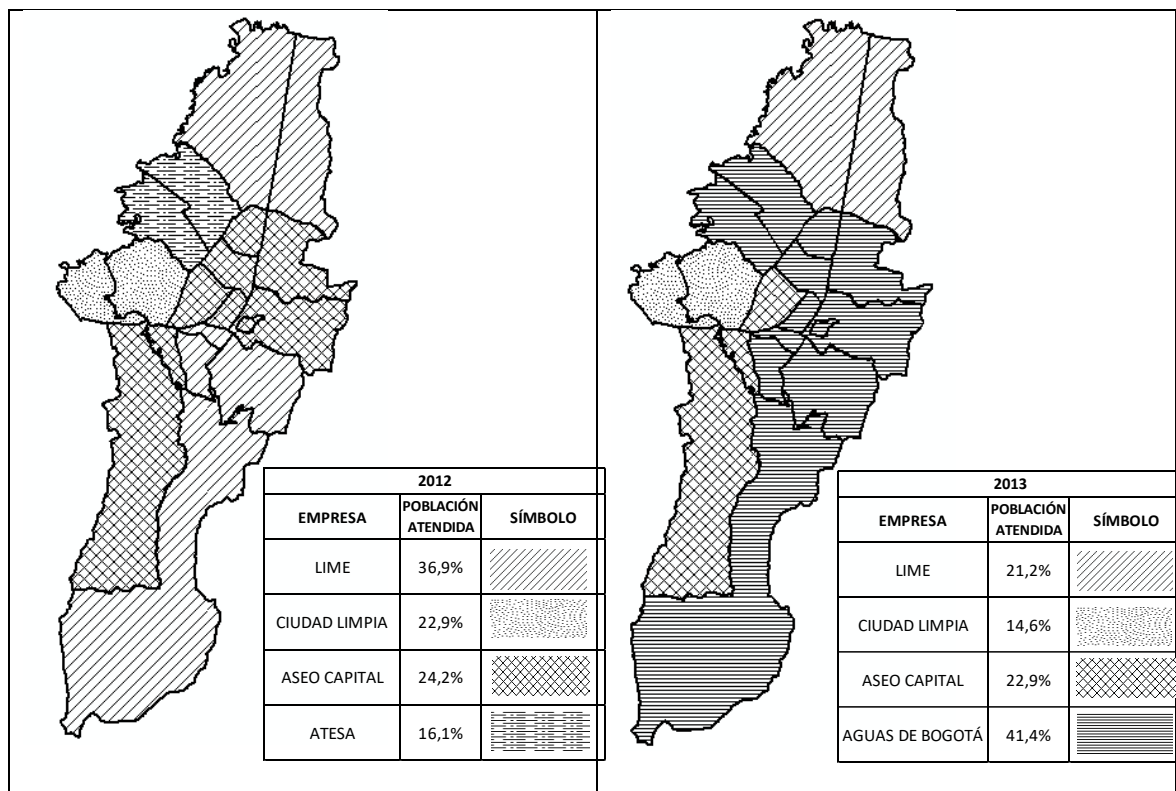 2012
EMPRESA POBLACIÓN ATENDIDA SÍMBOLO
LIME 36,9%
CIUDAD LIMPIA 22,9%
ASEO CAPITAL 24,2%
ATESA 16,1%
2013
EMPRESA POBLACIÓN ATENDIDA SÍMBOLO
LIME 21,2%
CIUDAD LIMPIA 14,6%
ASEO CAPITAL 22,9%
AGUAS DE BOGOTÁ 41,4%